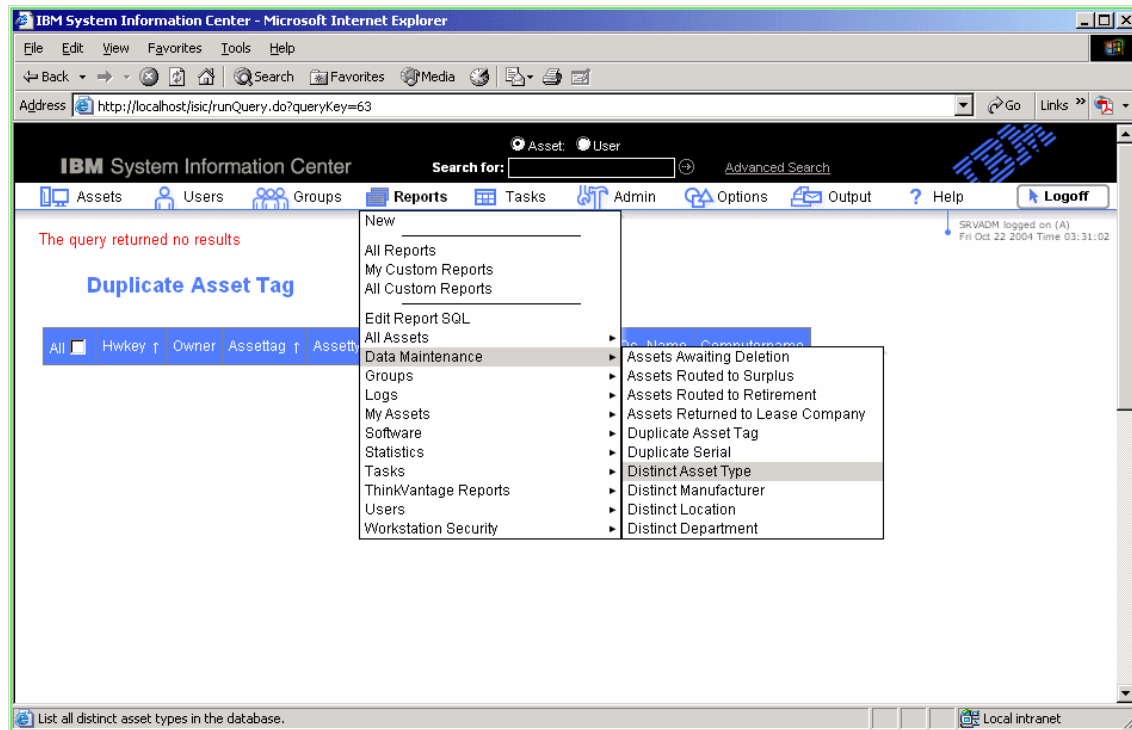 IBM System Information Center - Microsoft Internet Explorer
File Edit View Favorites Tools Help
Back Search Favorites Media
Address http://localhost/isic/runQuery.do?queryKey=63 Go Links »
Asset: User
IBM System Information Center Search for: Advanced Search IBM
Assets Users Groups Reports Tasks Admin Options Output ? Help Logoff
SRVADM logged on (A)
Fri Oct 22 2004 Time 03:31:02
The query returned no results
Duplicate Asset Tag
All Hwkey ↑ Owner Assettag ↑ Computername
New
All Reports
My Custom Reports
All Custom Reports
Edit Report SQL
All Assets
Data Maintenance
Groups
Logs
My Assets
Software
Statistics
Tasks
ThinkVantage Reports
Users
Workstation Security
Assets Awaiting Deletion
Assets Routed to Surplus
Assets Routed to Retirement
Assets Returned to Lease Company
Duplicate Asset Tag
Duplicate Serial
Distinct Asset Type
Distinct Manufacturer
Distinct Location
Distinct Department
List all distinct asset types in the database. Local intranet